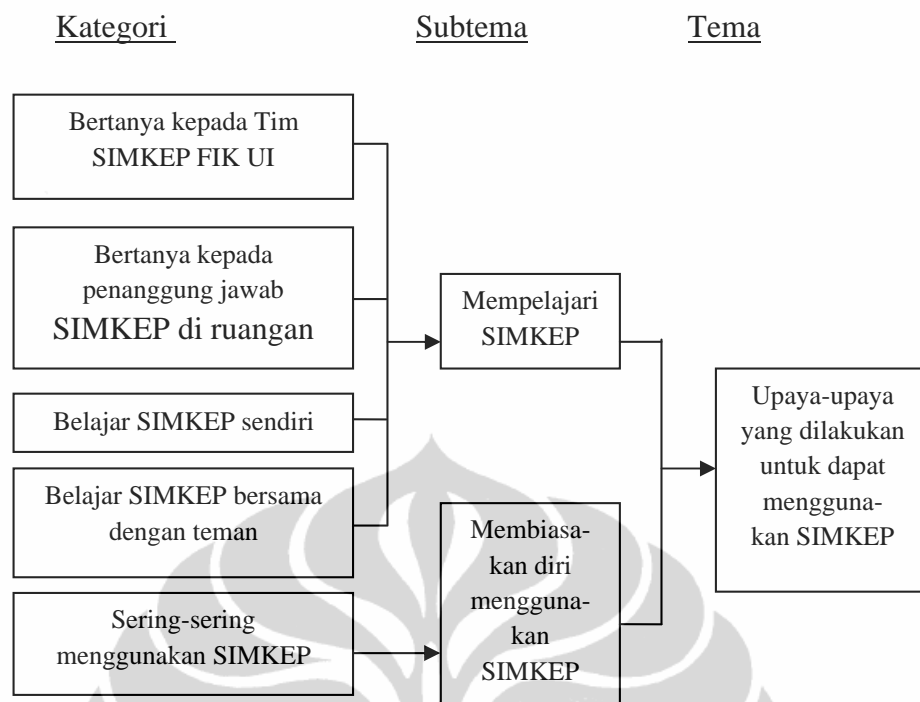 Kategori Subtema Tema
Bertanya kepada Tim
SIMKEP FIK UI
Bertanya kepada
penanggung jawab
SIMKEP di ruangan
Belajar SIMKEP sendiri
Belajar SIMKEP bersama
dengan teman
Sering-sering
menggunakan SIMKEP
Mempelajari
SIMKEP
Membiasa-
kan diri
mengguna-
kan
SIMKEP
Upaya-upaya
yang dilakukan
untuk dapat
mengguna-
kan SIMKEP